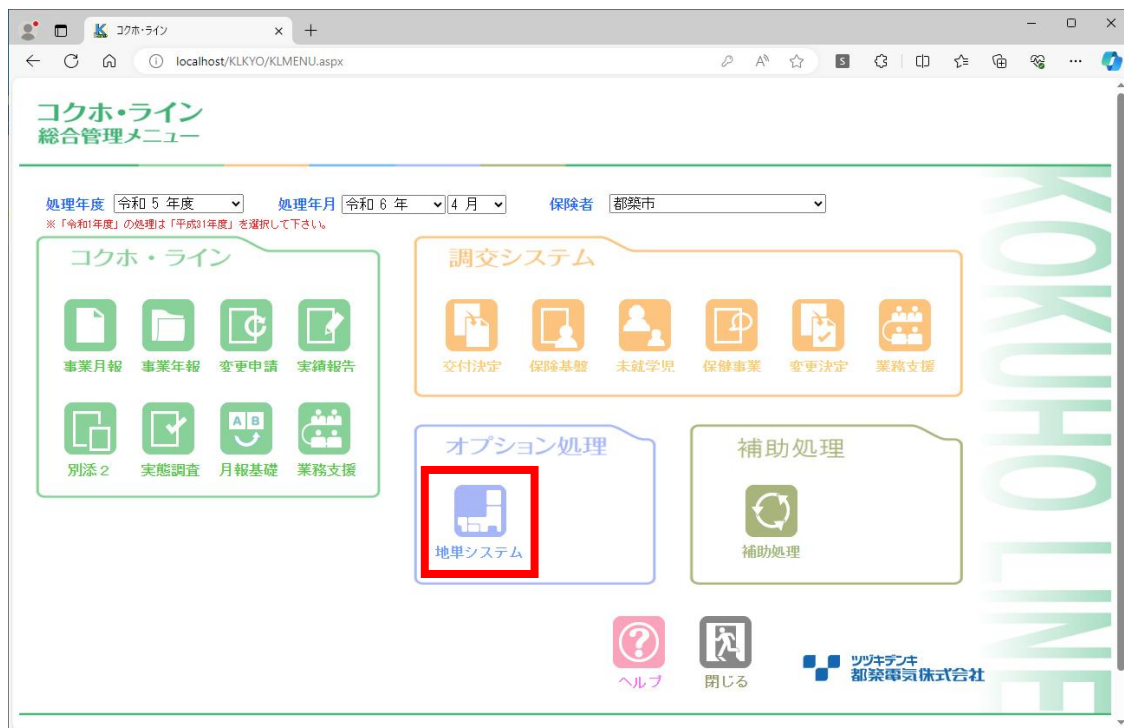 コクホ・ライン
localhost/KLKYO/KLMENU.aspx
コクホ・ライン
総合管理メニュー
処理年度 令和 5 年度 処理年月 令和 6 年 4 月 保険者 都築市
※「令和1年度」の処理は「平成31年度」を選択して下さい。
コクホ・ライン
事業月報 事業年報 変更申請 実績報告
別添2 実態調査 月報基礎 業務支援
調交システム
交付決定 保険基盤 未就学児 保健事業 変更決定 業務支援
オプション処理
地単システム
補助処理
補助処理
ヘルプ 閉じる
ツヅキデンキ
都築電気株式会社
KOKUHO LINE